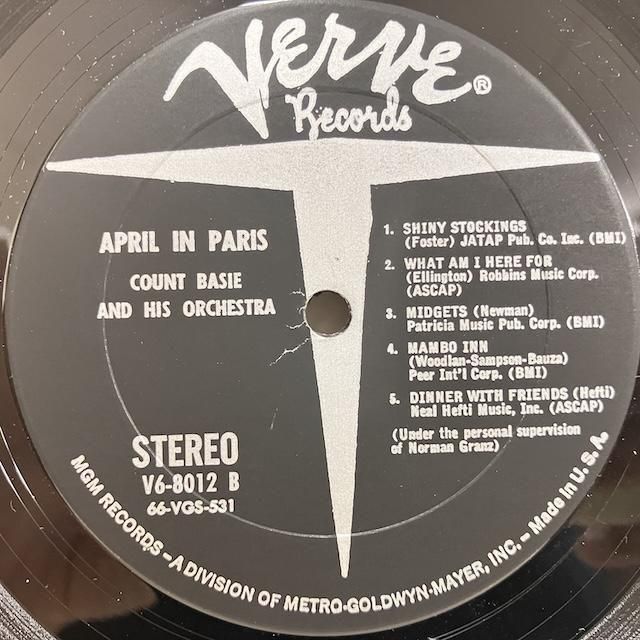 VERVE®
Records
APRIL IN PARIS
COUNT BASIE
AND HIS ORCHESTRA
1. SHINY STOCKINGS
(Foster) JATAP Pub. Co. Inc. (BMI)
2. WHAT AM I HERE FOR
(Ellington) Robbins Music Corp.
(ASCAP)
3. MIDGETS (Newman)
Patricia Music Pub. Corp. (BMI)
4. MAMBO INN
(Woodlan-Sampson-Bauza)
Peer Int'l Corp. (BMI)
5. DINNER WITH FRIENDS (Hefti)
Neal Hefti Music, Inc. (ASCAP)
(Under the personal supervision
of Norman Granz)
STEREO
V6-8012 B
66-VGS-531
MGM RECORDS – A DIVISION OF METRO-GOLDWYN-MAYER, INC. – Made in U.S.A.